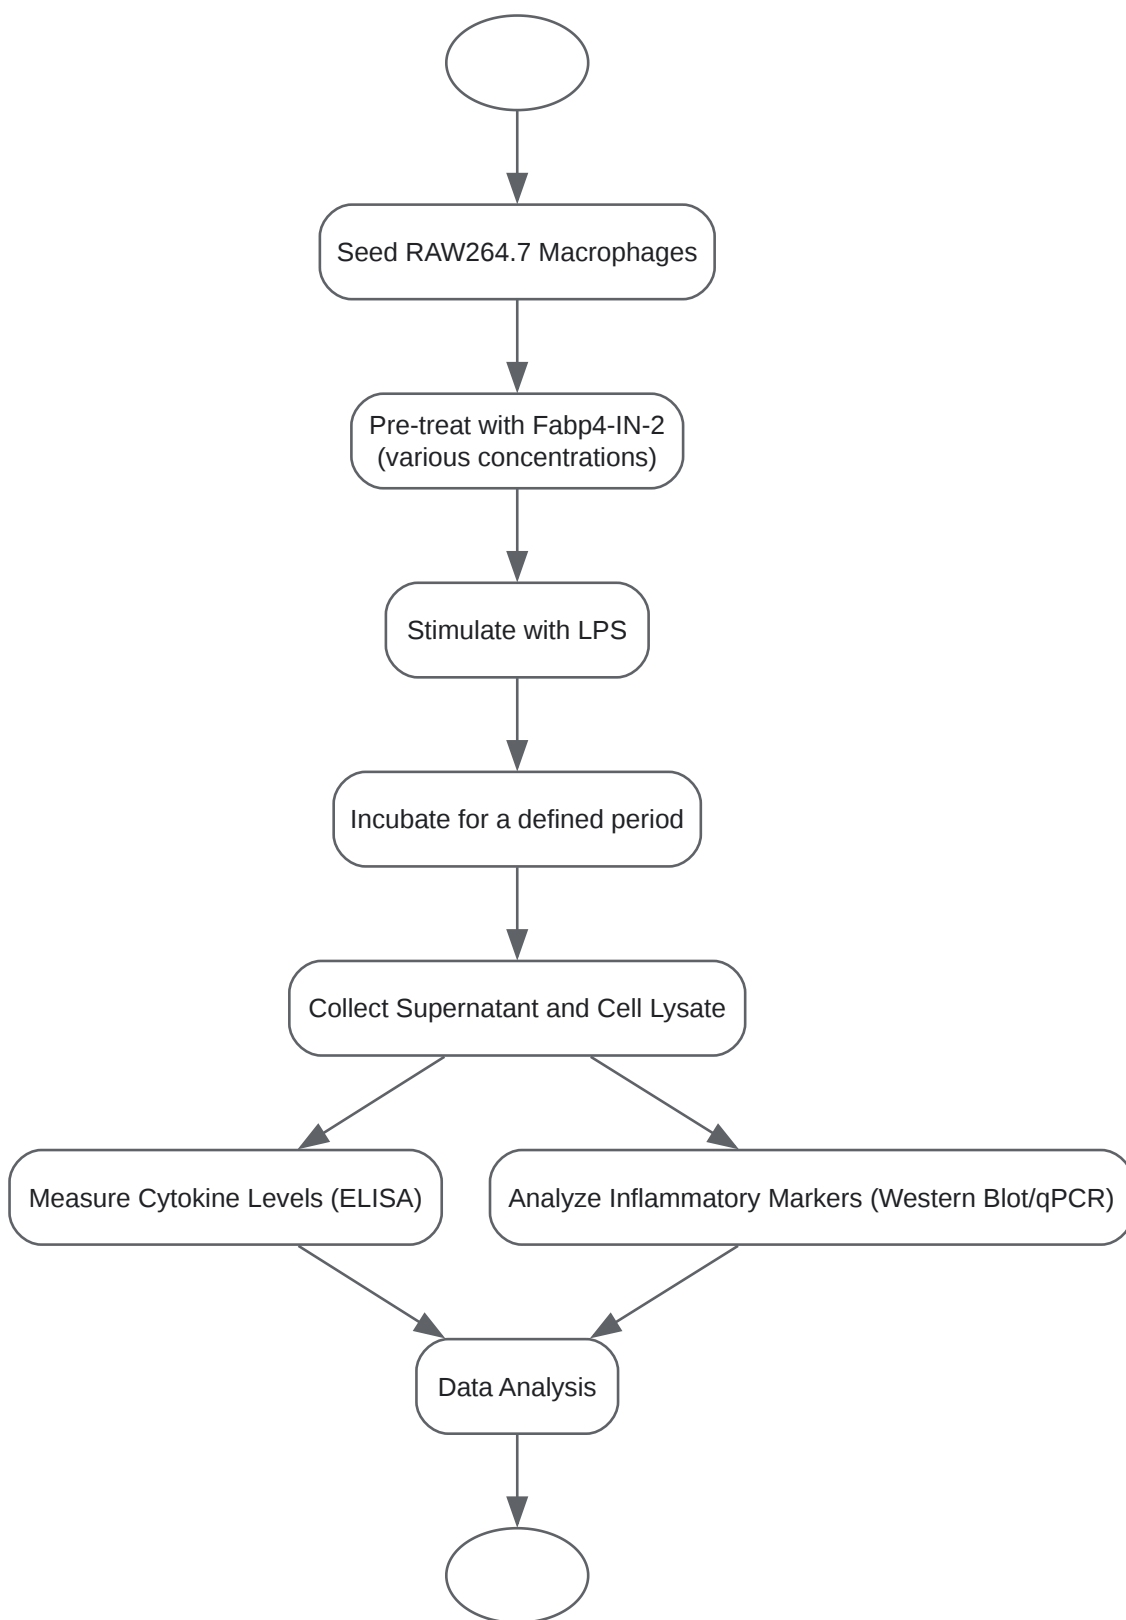 Seed RAW264.7 Macrophages
Pre-treat with Fabp4-IN-2
(various concentrations)
Stimulate with LPS
Incubate for a defined period
Collect Supernatant and Cell Lysate
Measure Cytokine Levels (ELISA)
Analyze Inflammatory Markers (Western Blot/qPCR)
Data Analysis